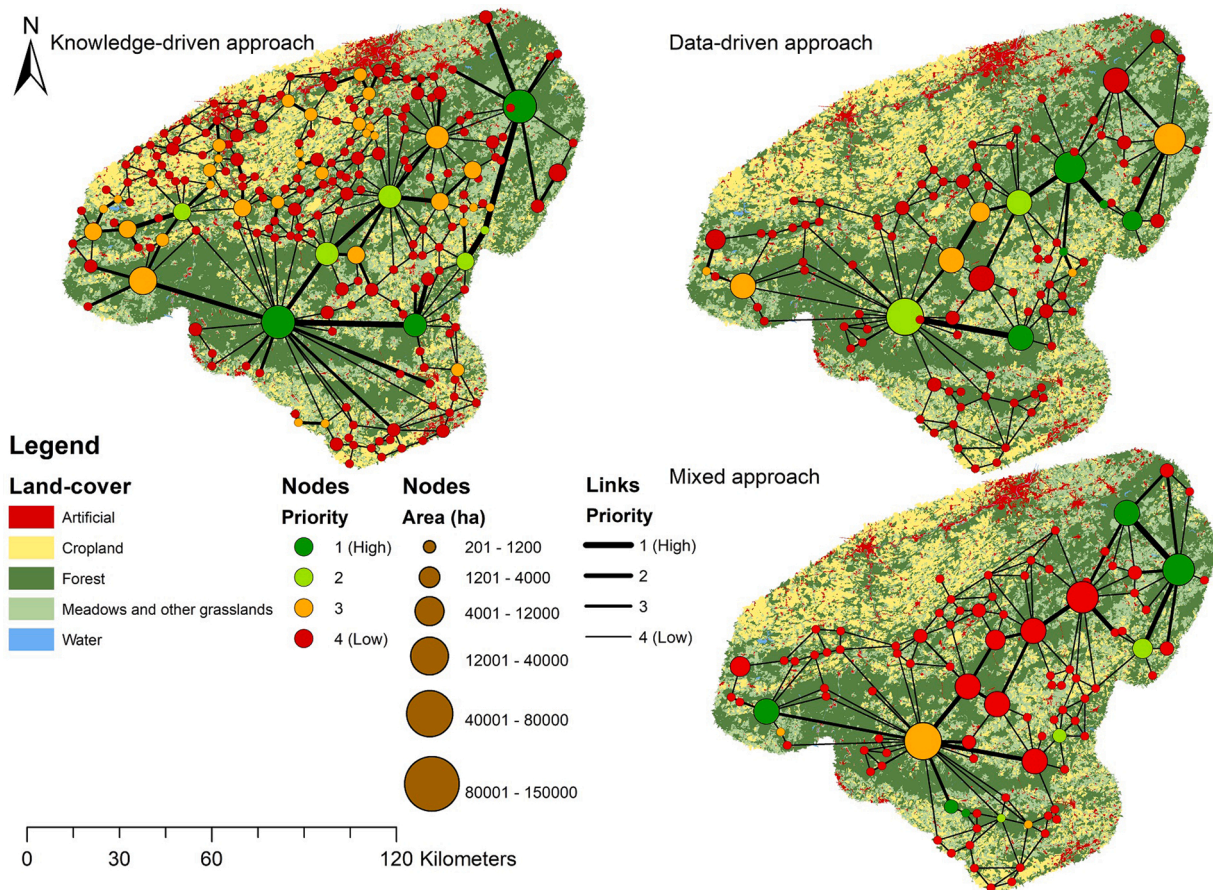 N
Knowledge-driven approach
Data-driven approach
Mixed approach
Legend
Land-cover
Artificial
Cropland
Forest
Meadows and other grasslands
Water
Nodes
Priority
1 (High)
2
3
4 (Low)
Nodes
Area (ha)
201 - 1200
1201 - 4000
4001 - 12000
12001 - 40000
40001 - 80000
80001 - 150000
Links
Priority
1 (High)
2
3
4 (Low)
0 30 60 120 Kilometers